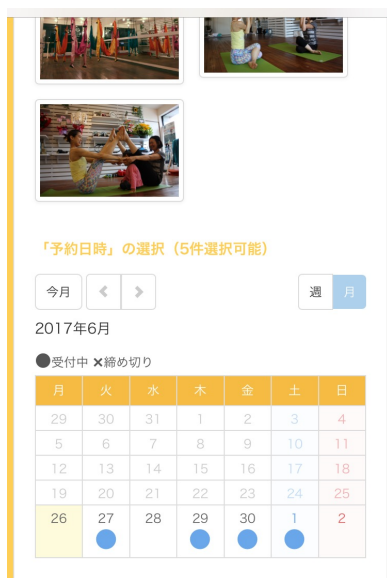 「予約日時」の選択（5件選択可能）
今月 < > 週 月
2017年6月
●受付中 ×締め切り
月 火 水 木 金 土 日
29 30 31 1 2 3 4
5 6 7 8 9 10 11
12 13 14 15 16 17 18
19 20 21 22 23 24 25
26 27 28 29 30 1 2